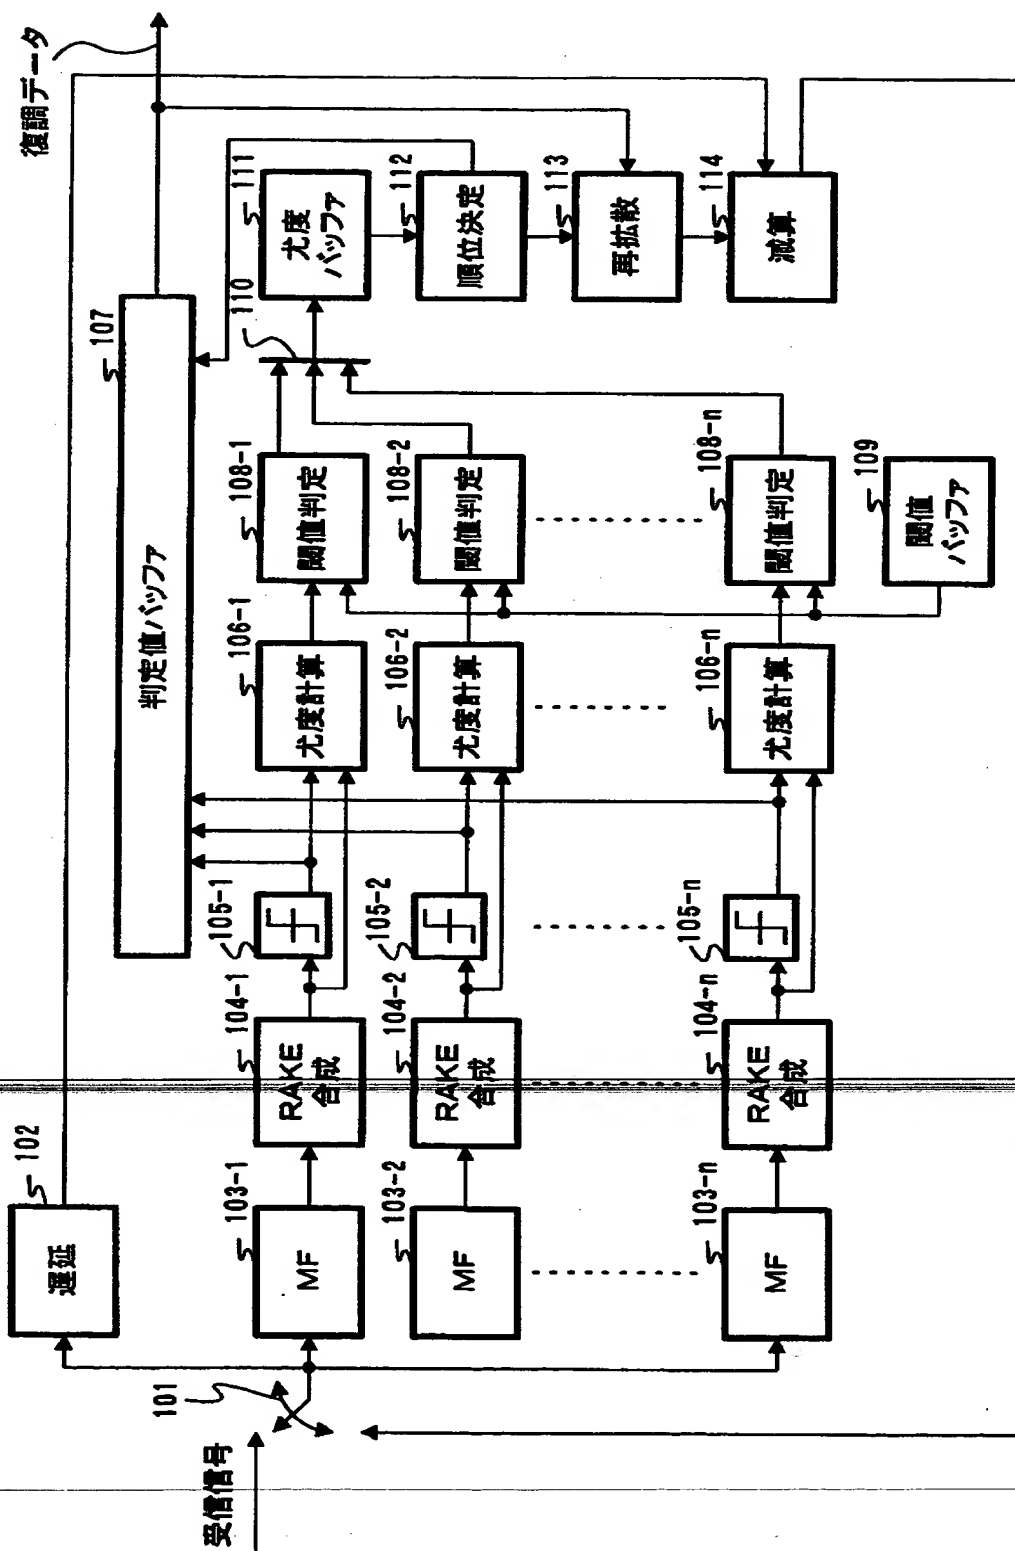 復調データ
107
判定値バッファ
102
遅延
101
受信信号
103-1
MF
104-1
RAKE
合成
105-1
106-1
尤度計算
108-1
閾値判定
110
111
尤度
バッファ
103-2
MF
104-2
RAKE
合成
105-2
106-2
尤度計算
108-2
閾値判定
112
順位決定
113
再拡散
103-n
MF
104-n
RAKE
合成
105-n
106-n
尤度計算
108-n
閾値判定
114
減算
109
閾値
バッファ